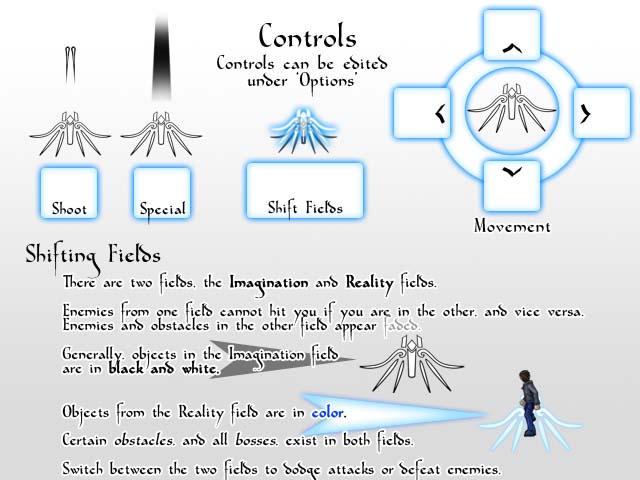 Controls
Controls can be edited
under 'Options'
Shoot
Special
Shift Fields
Movement
Shifting Fields
There are two fields, the Imagination and Reality fields.
Enemies from one field cannot hit you if you are in the other, and vice versa.
Enemies and obstacles in the other field appear faded.
Generally, objects in the Imagination field
are in black and white.
Objects from the Reality field are in color.
Certain obstacles, and all bosses, exist in both fields.
Switch between the two fields to dodge attacks or defeat enemies.